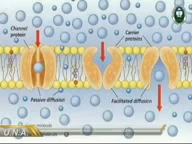 Channel
protein
Carrier
proteins
Passive diffusion
Facilitated diffusion
U.N.A.